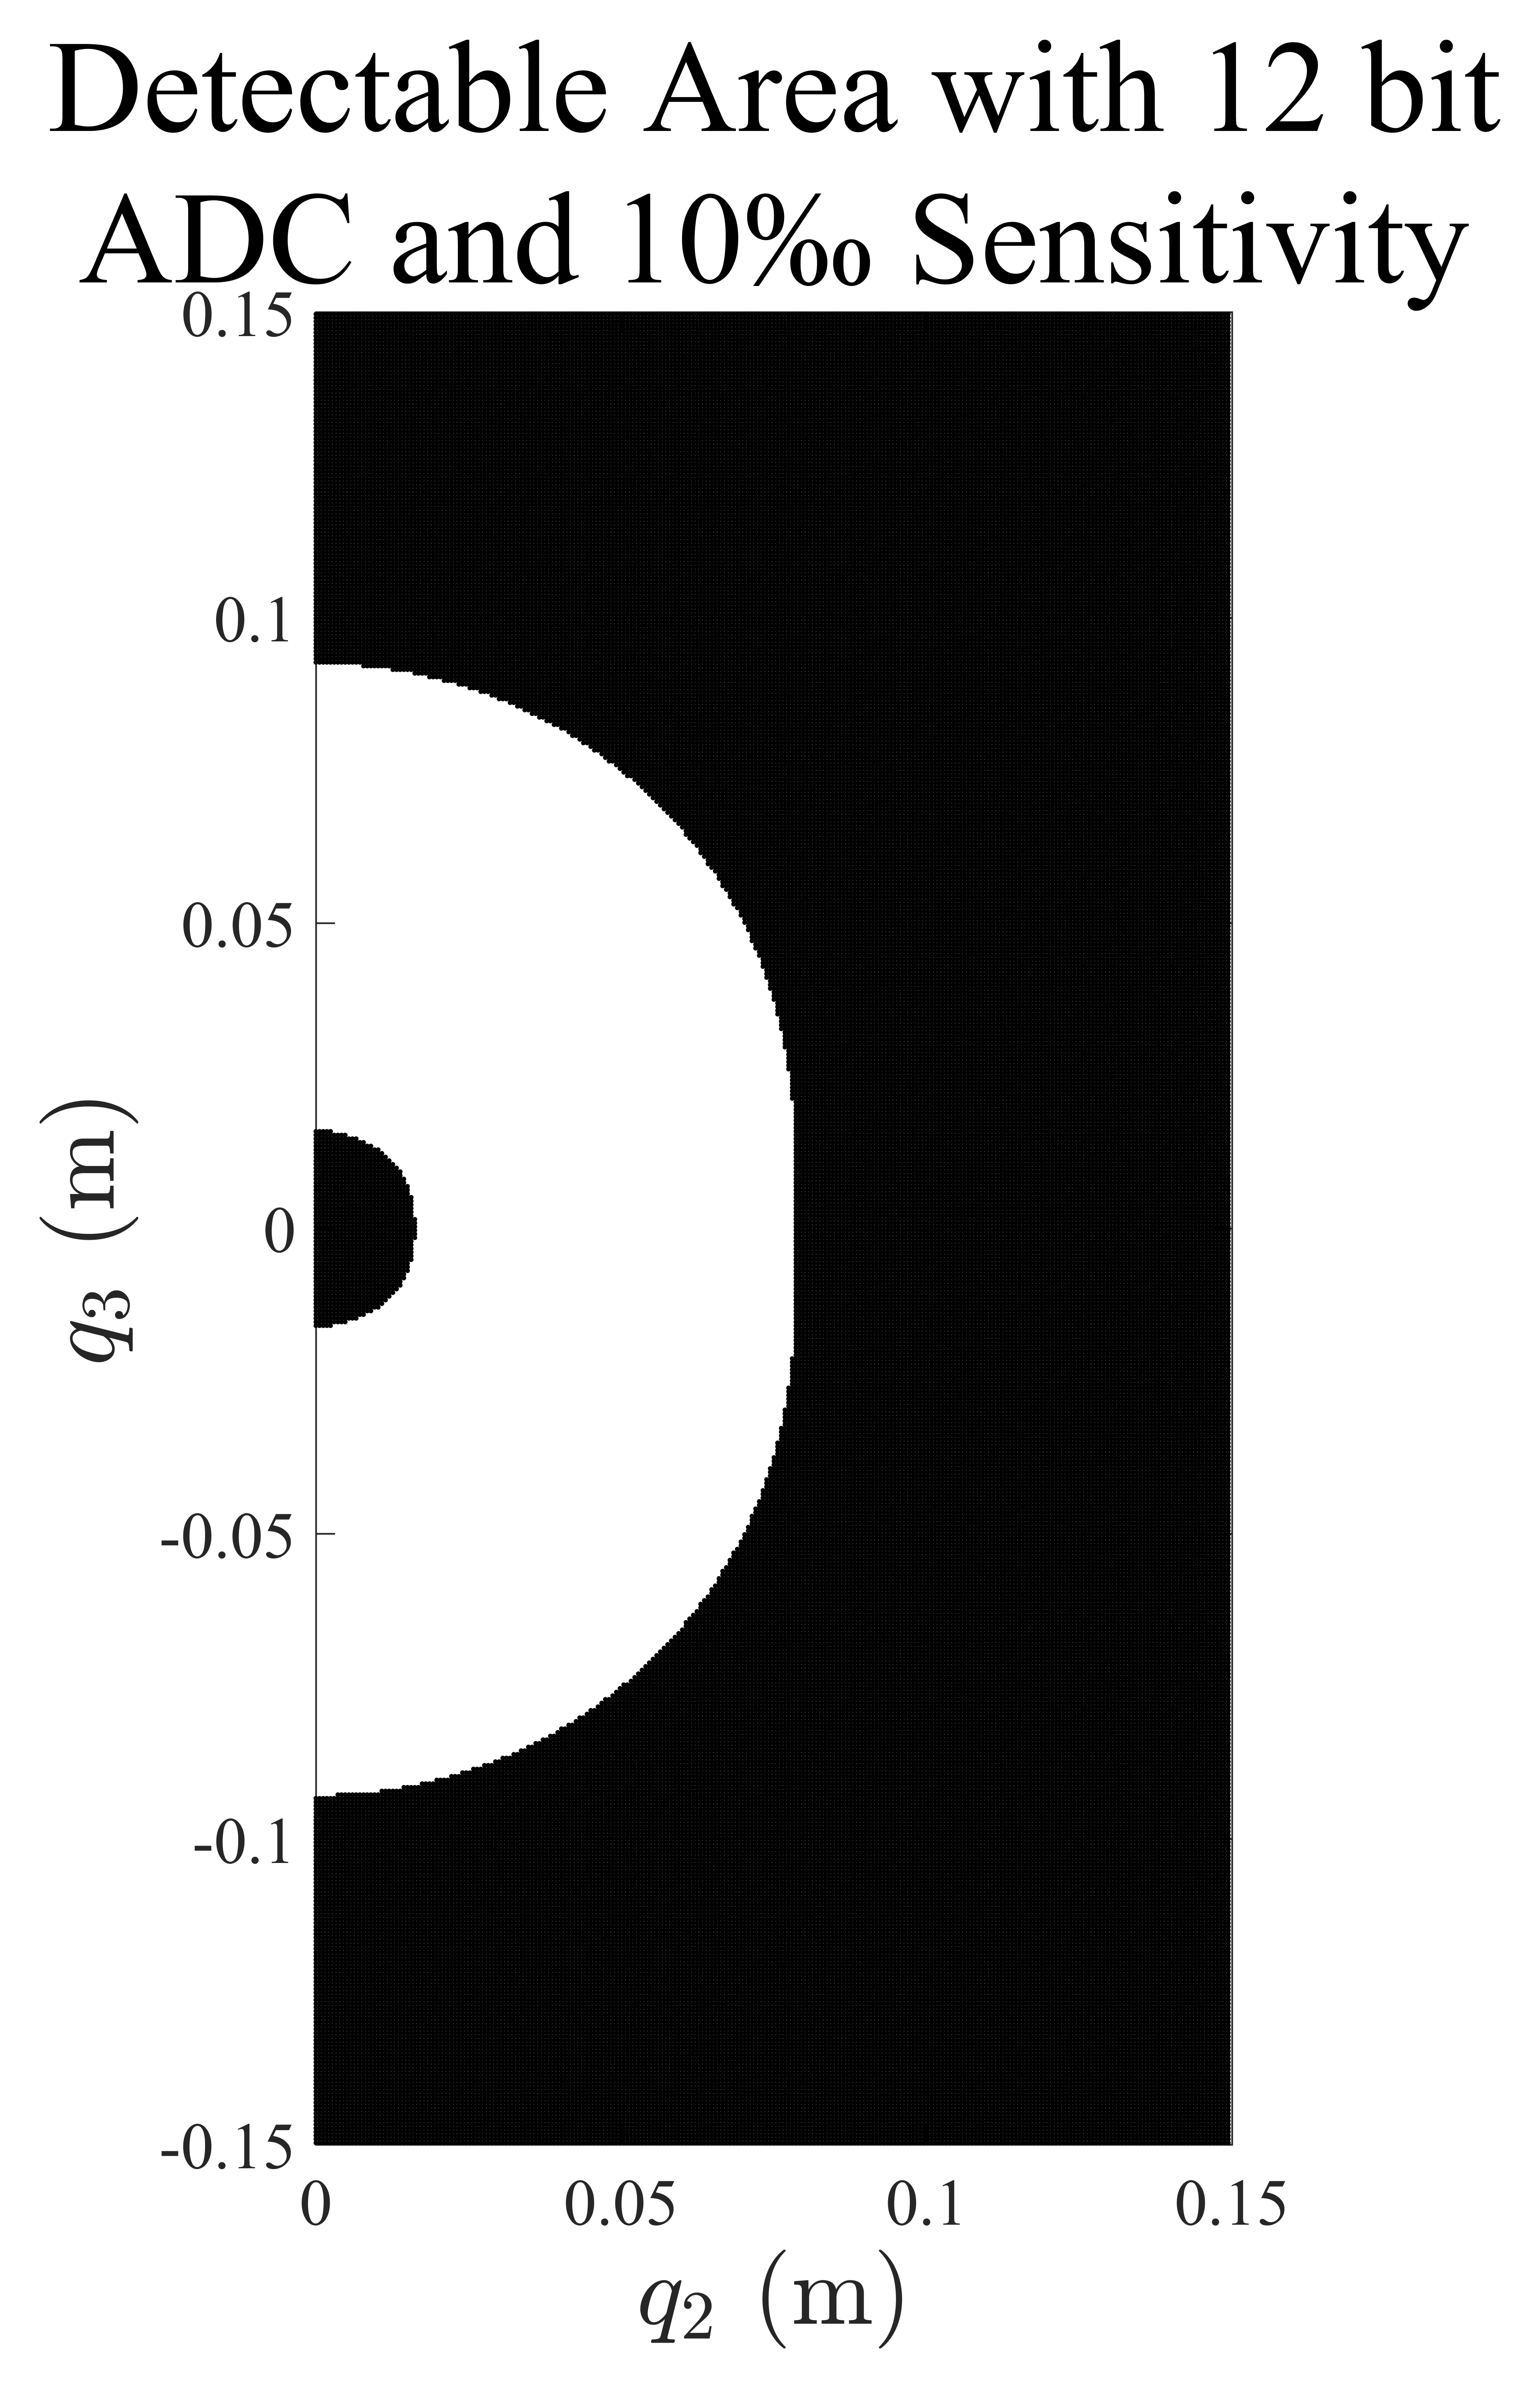 Detectable Area with 12 bit
ADC and 10‰ Sensitivity
0.15
0.1
0.05
0
-0.05
-0.1
-0.15
q₃ (m)
0 0.05 0.1 0.15
q₂ (m)